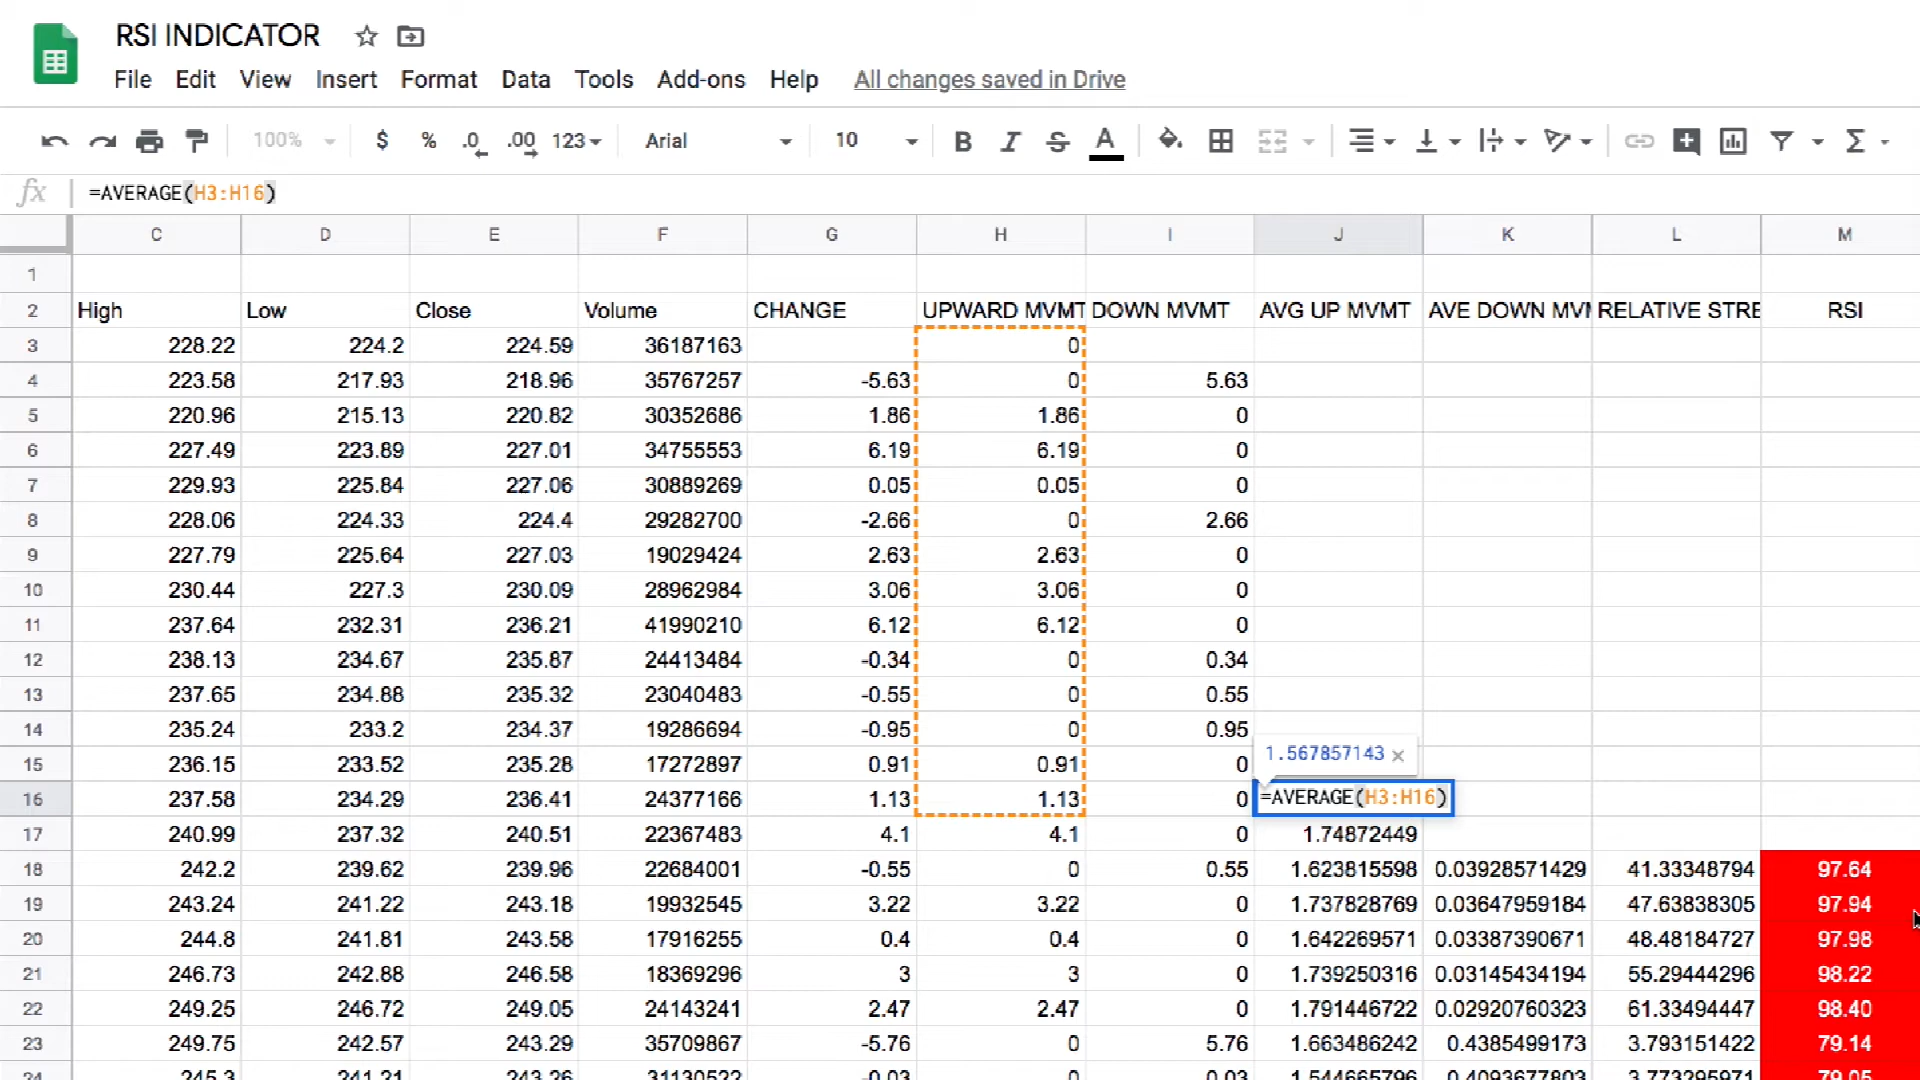 RSI INDICATOR
File Edit View Insert Format Data Tools Add-ons Help All changes saved in Drive
100% $ % .0 .00 123 Arial 10 B I S A
fx =AVERAGE(H3:H16)
C D E F G H I J K L M
1
2 High Low Close Volume CHANGE UPWARD MVMT DOWN MVMT AVG UP MVMT AVE DOWN MVM RELATIVE STRE RSI
3 228.22 224.2 224.59 36187163 0
4 223.58 217.93 218.96 35767257 -5.63 0 5.63
5 220.96 215.13 220.82 30352686 1.86 1.86 0
6 227.49 223.89 227.01 34755553 6.19 6.19 0
7 229.93 225.84 227.06 30889269 0.05 0.05 0
8 228.06 224.33 224.4 29282700 -2.66 0 2.66
9 227.79 225.64 227.03 19029424 2.63 2.63 0
10 230.44 227.3 230.09 28962984 3.06 3.06 0
11 237.64 232.31 236.21 41990210 6.12 6.12 0
12 238.13 234.67 235.87 24413484 -0.34 0 0.34
13 237.65 234.88 235.32 23040483 -0.55 0 0.55
14 235.24 233.2 234.37 19286694 -0.95 0 0.95
1.567857143 ×
15 236.15 233.52 235.28 17272897 0.91 0.91 0
16 237.58 234.29 236.41 24377166 1.13 1.13 0 =AVERAGE(H3:H16)
17 240.99 237.32 240.51 22367483 4.1 4.1 0 1.74872449
18 242.2 239.62 239.96 22684001 -0.55 0 0.55 1.623815598 0.03928571429 41.33348794 97.64
19 243.24 241.22 243.18 19932545 3.22 3.22 0 1.737828769 0.03647959184 47.63838305 97.94
20 244.8 241.81 243.58 17916255 0.4 0.4 0 1.642269571 0.03387390671 48.48184727 97.98
21 246.73 242.88 246.58 18369296 3 3 0 1.739250316 0.03145434194 55.29444296 98.22
22 249.25 246.72 249.05 24143241 2.47 2.47 0 1.791446722 0.02920760323 61.33494447 98.40
23 249.75 242.57 243.29 35709867 -5.76 0 5.76 1.663486242 0.4385499173 3.793151422 79.14
24 245.3 241.21 243.26 31130522 -0.03 0 0.03 1.544665796 0.4093677803 3.773295971 79.05